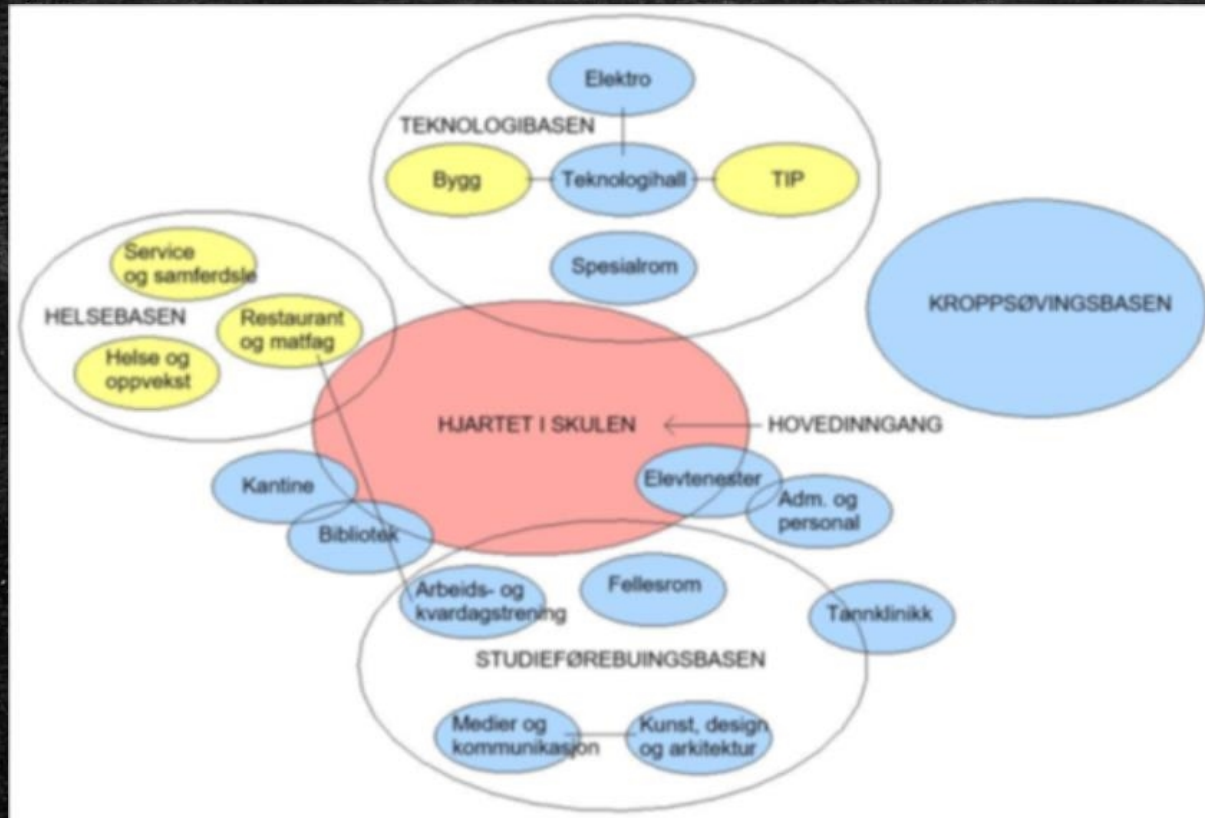 Elektro
TEKNOLOGIBASEN
Bygg
Teknologihall
TIP
Spesialrom
Service
og samferdsle
HELSEBASEN
Restaurant
og matfag
Helse og
oppvekst
KROPPSØVINGSBASEN
HJARTET I SKULEN
HOVEDINNGANG
Kantine
Bibliotek
Elevtenester
Adm. og
personal
Arbeids- og
kvardagstrening
Fellesrom
Tannklinikk
STUDIEFØREBUINGSBASEN
Medier og
kommunikasjon
Kunst, design
og arkitektur